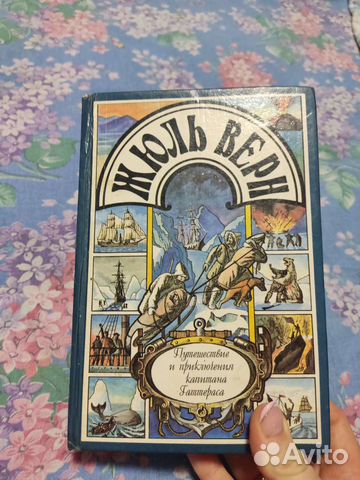 ЖЮЛЬ ВЕРН
Путешествие
и приключения
капитана
Гаттераса
Avito